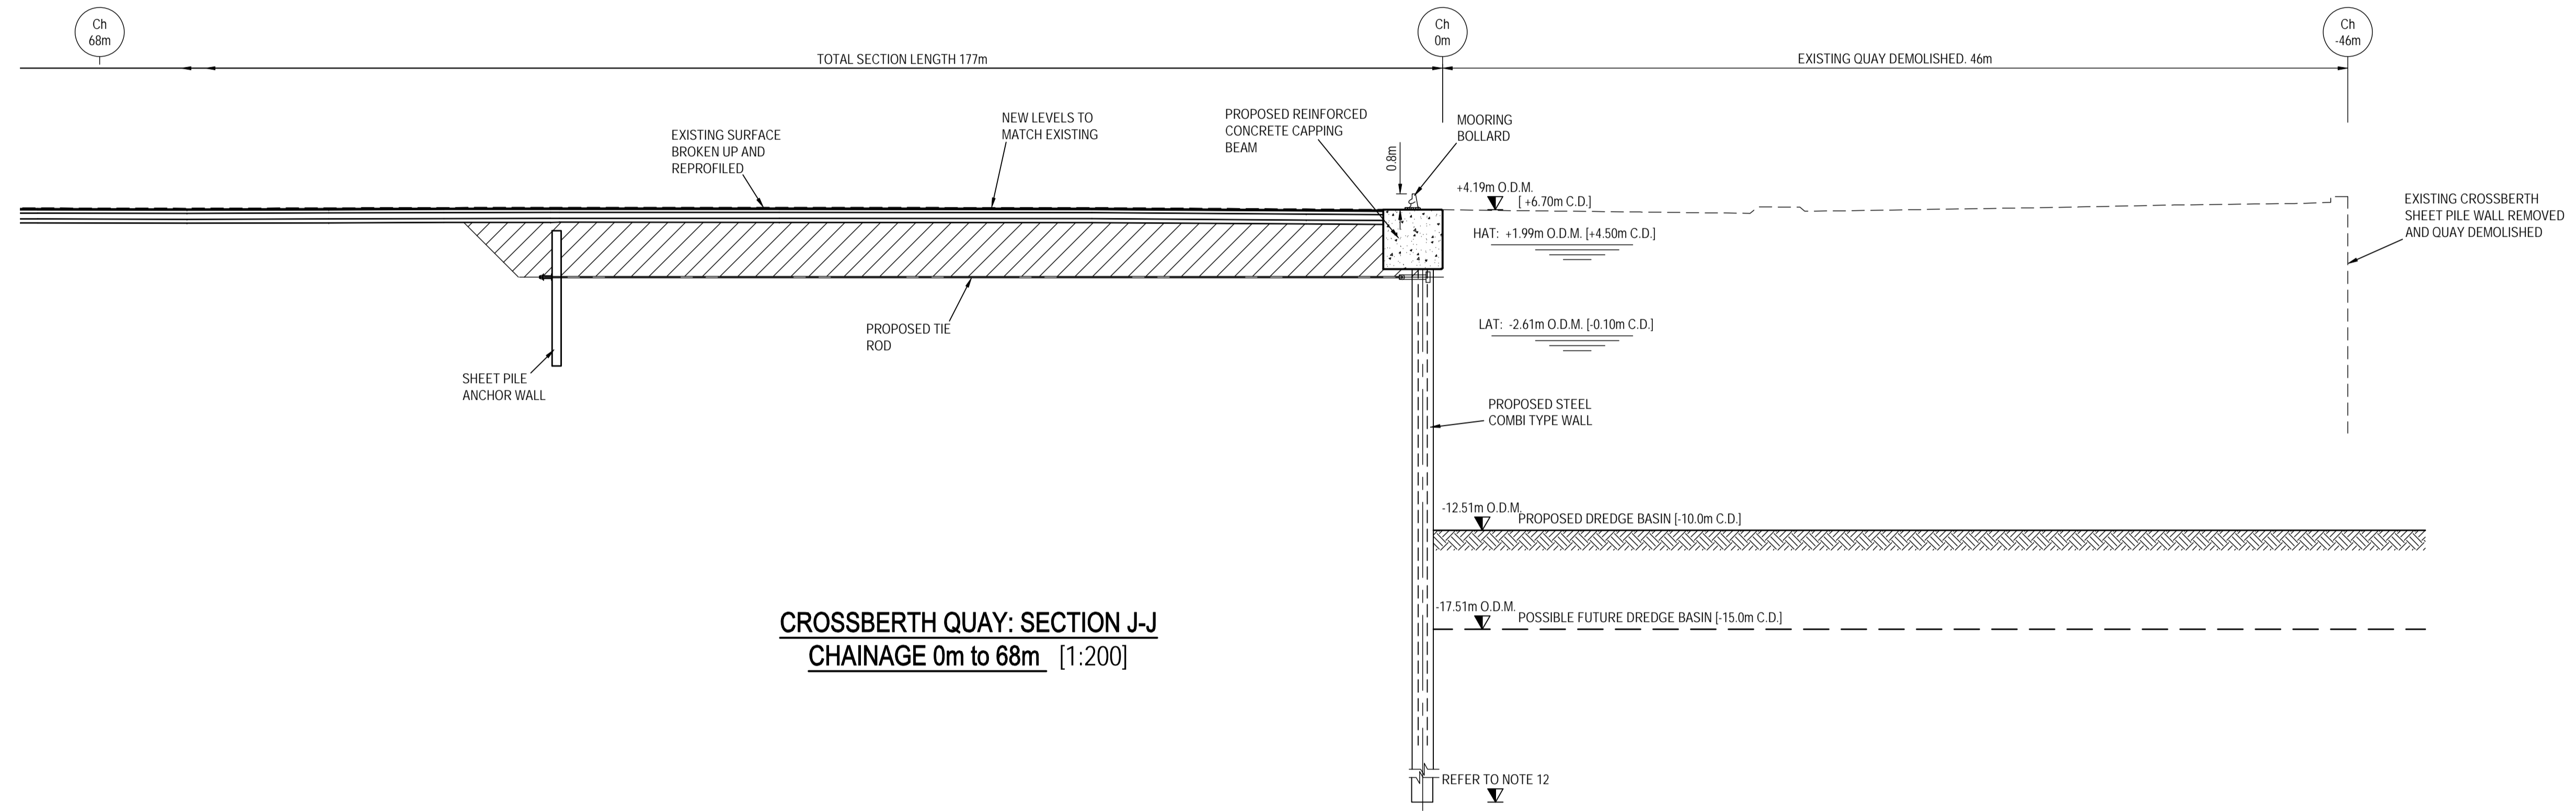 Ch
68m
TOTAL SECTION LENGTH 177m
Ch
0m
EXISTING QUAY DEMOLISHED. 46m
Ch
-46m
EXISTING SURFACE
BROKEN UP AND
REPROFILED
NEW LEVELS TO
MATCH EXISTING
PROPOSED REINFORCED
CONCRETE CAPPING
BEAM
0.8m
MOORING
BOLLARD
+4.19m O.D.M.
[ +6.70m C.D.]
HAT: +1.99m O.D.M. [+4.50m C.D.]
EXISTING CROSSBERTH
SHEET PILE WALL REMOVED
AND QUAY DEMOLISHED
LAT: -2.61m O.D.M. [-0.10m C.D.]
PROPOSED TIE
ROD
SHEET PILE
ANCHOR WALL
PROPOSED STEEL
COMBI TYPE WALL
-12.51m O.D.M.
PROPOSED DREDGE BASIN [-10.0m C.D.]
-17.51m O.D.M.
POSSIBLE FUTURE DREDGE BASIN [-15.0m C.D.]
CROSSBERTH QUAY: SECTION J-J
CHAINAGE 0m to 68m [1:200]
REFER TO NOTE 12